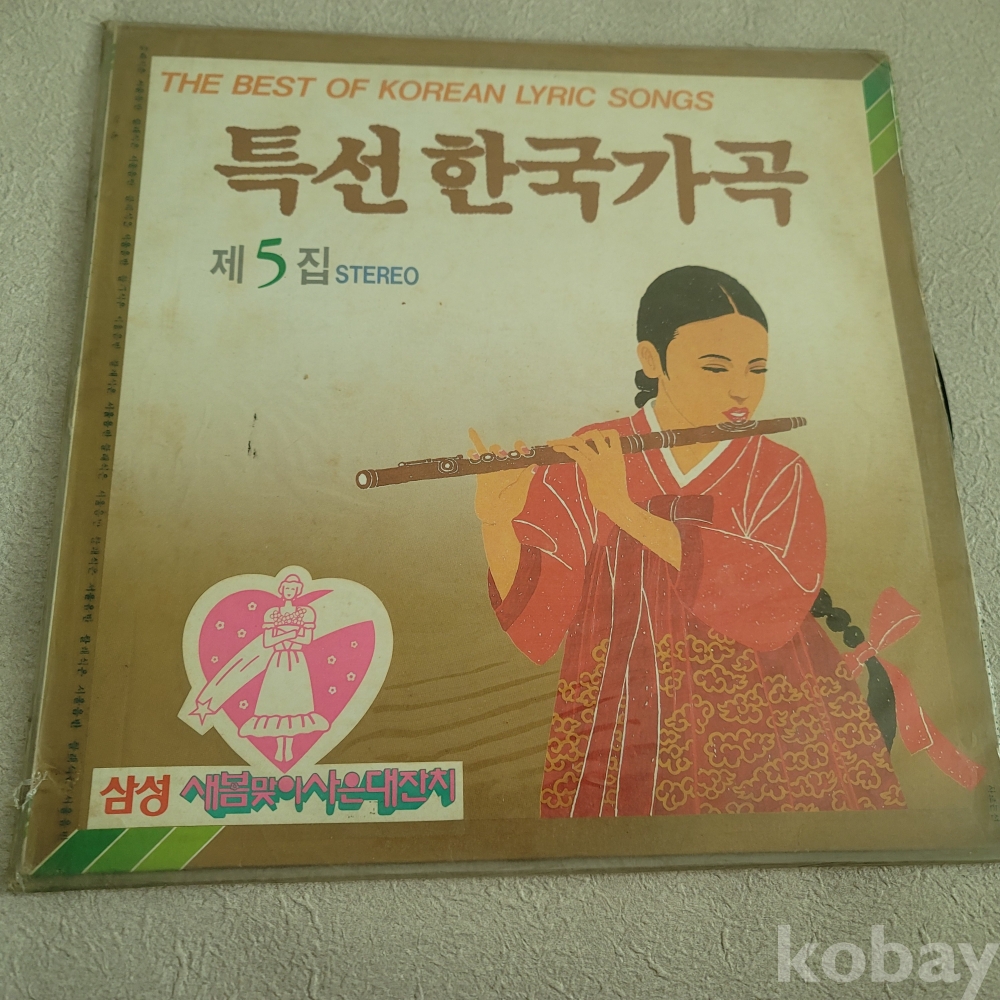 THE BEST OF KOREAN LYRIC SONGS
특선 한국가곡
제 5 집 STEREO
삼성 새봄맞이사은대잔치
kobay